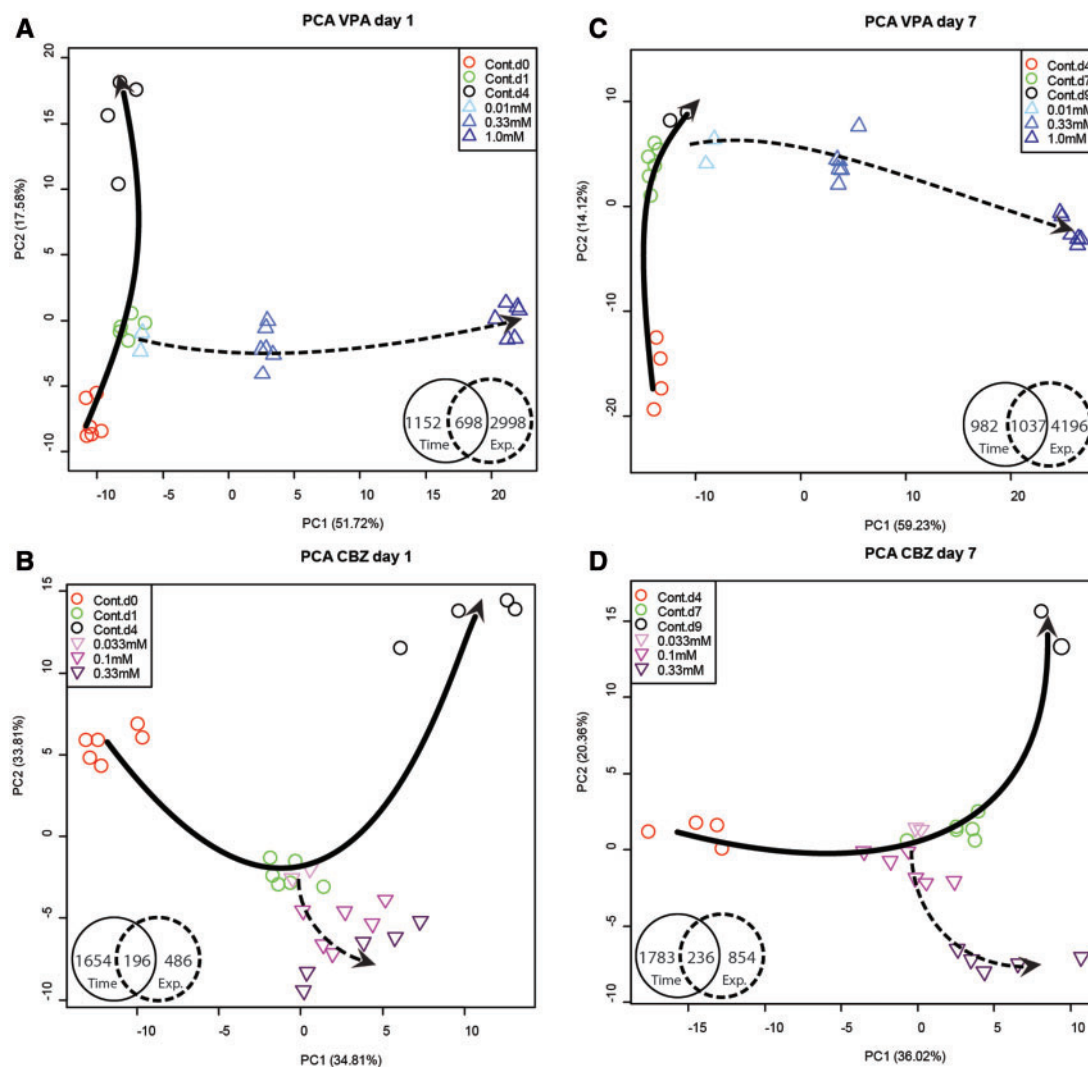 A
PCA VPA day 1
PC2 (17.58%)
20
15
10
5
0
-5
-10
Cont.d0
Cont.d1
Cont.d4
0.01mM
0.33mM
1.0mM
1152 698 2998
Time Exp.
-10 -5 0 5 10 15 20
PC1 (51.72%)
C
PCA VPA day 7
PC2 (14.12%)
10
0
-10
-20
Cont.d4
Cont.d7
Cont.d9
0.01mM
0.33mM
1.0mM
982 1037 4196
Time Exp.
-10 0 10 20
PC1 (59.23%)
B
PCA CBZ day 1
PC2 (33.81%)
15
10
5
0
-5
-10
Cont.d0
Cont.d1
Cont.d4
0.033mM
0.1mM
0.33mM
1654 196 486
Time Exp.
-10 -5 0 5 10
PC1 (34.81%)
D
PCA CBZ day 7
PC2 (20.36%)
15
10
5
0
-5
-10
Cont.d4
Cont.d7
Cont.d9
0.033mM
0.1mM
0.33mM
1783 236 854
Time Exp.
-15 -10 -5 0 5 10
PC1 (36.02%)